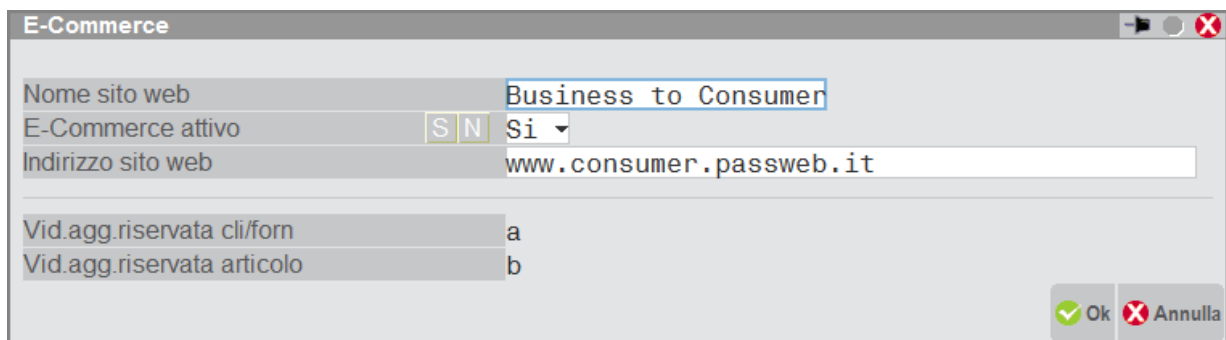 E-Commerce
Nome sito web Business to Consumer
E-Commerce attivo S N Si
Indirizzo sito web www.consumer.passweb.it
Vid.agg.riservata cli/forn a
Vid.agg.riservata articolo b
Ok Annulla